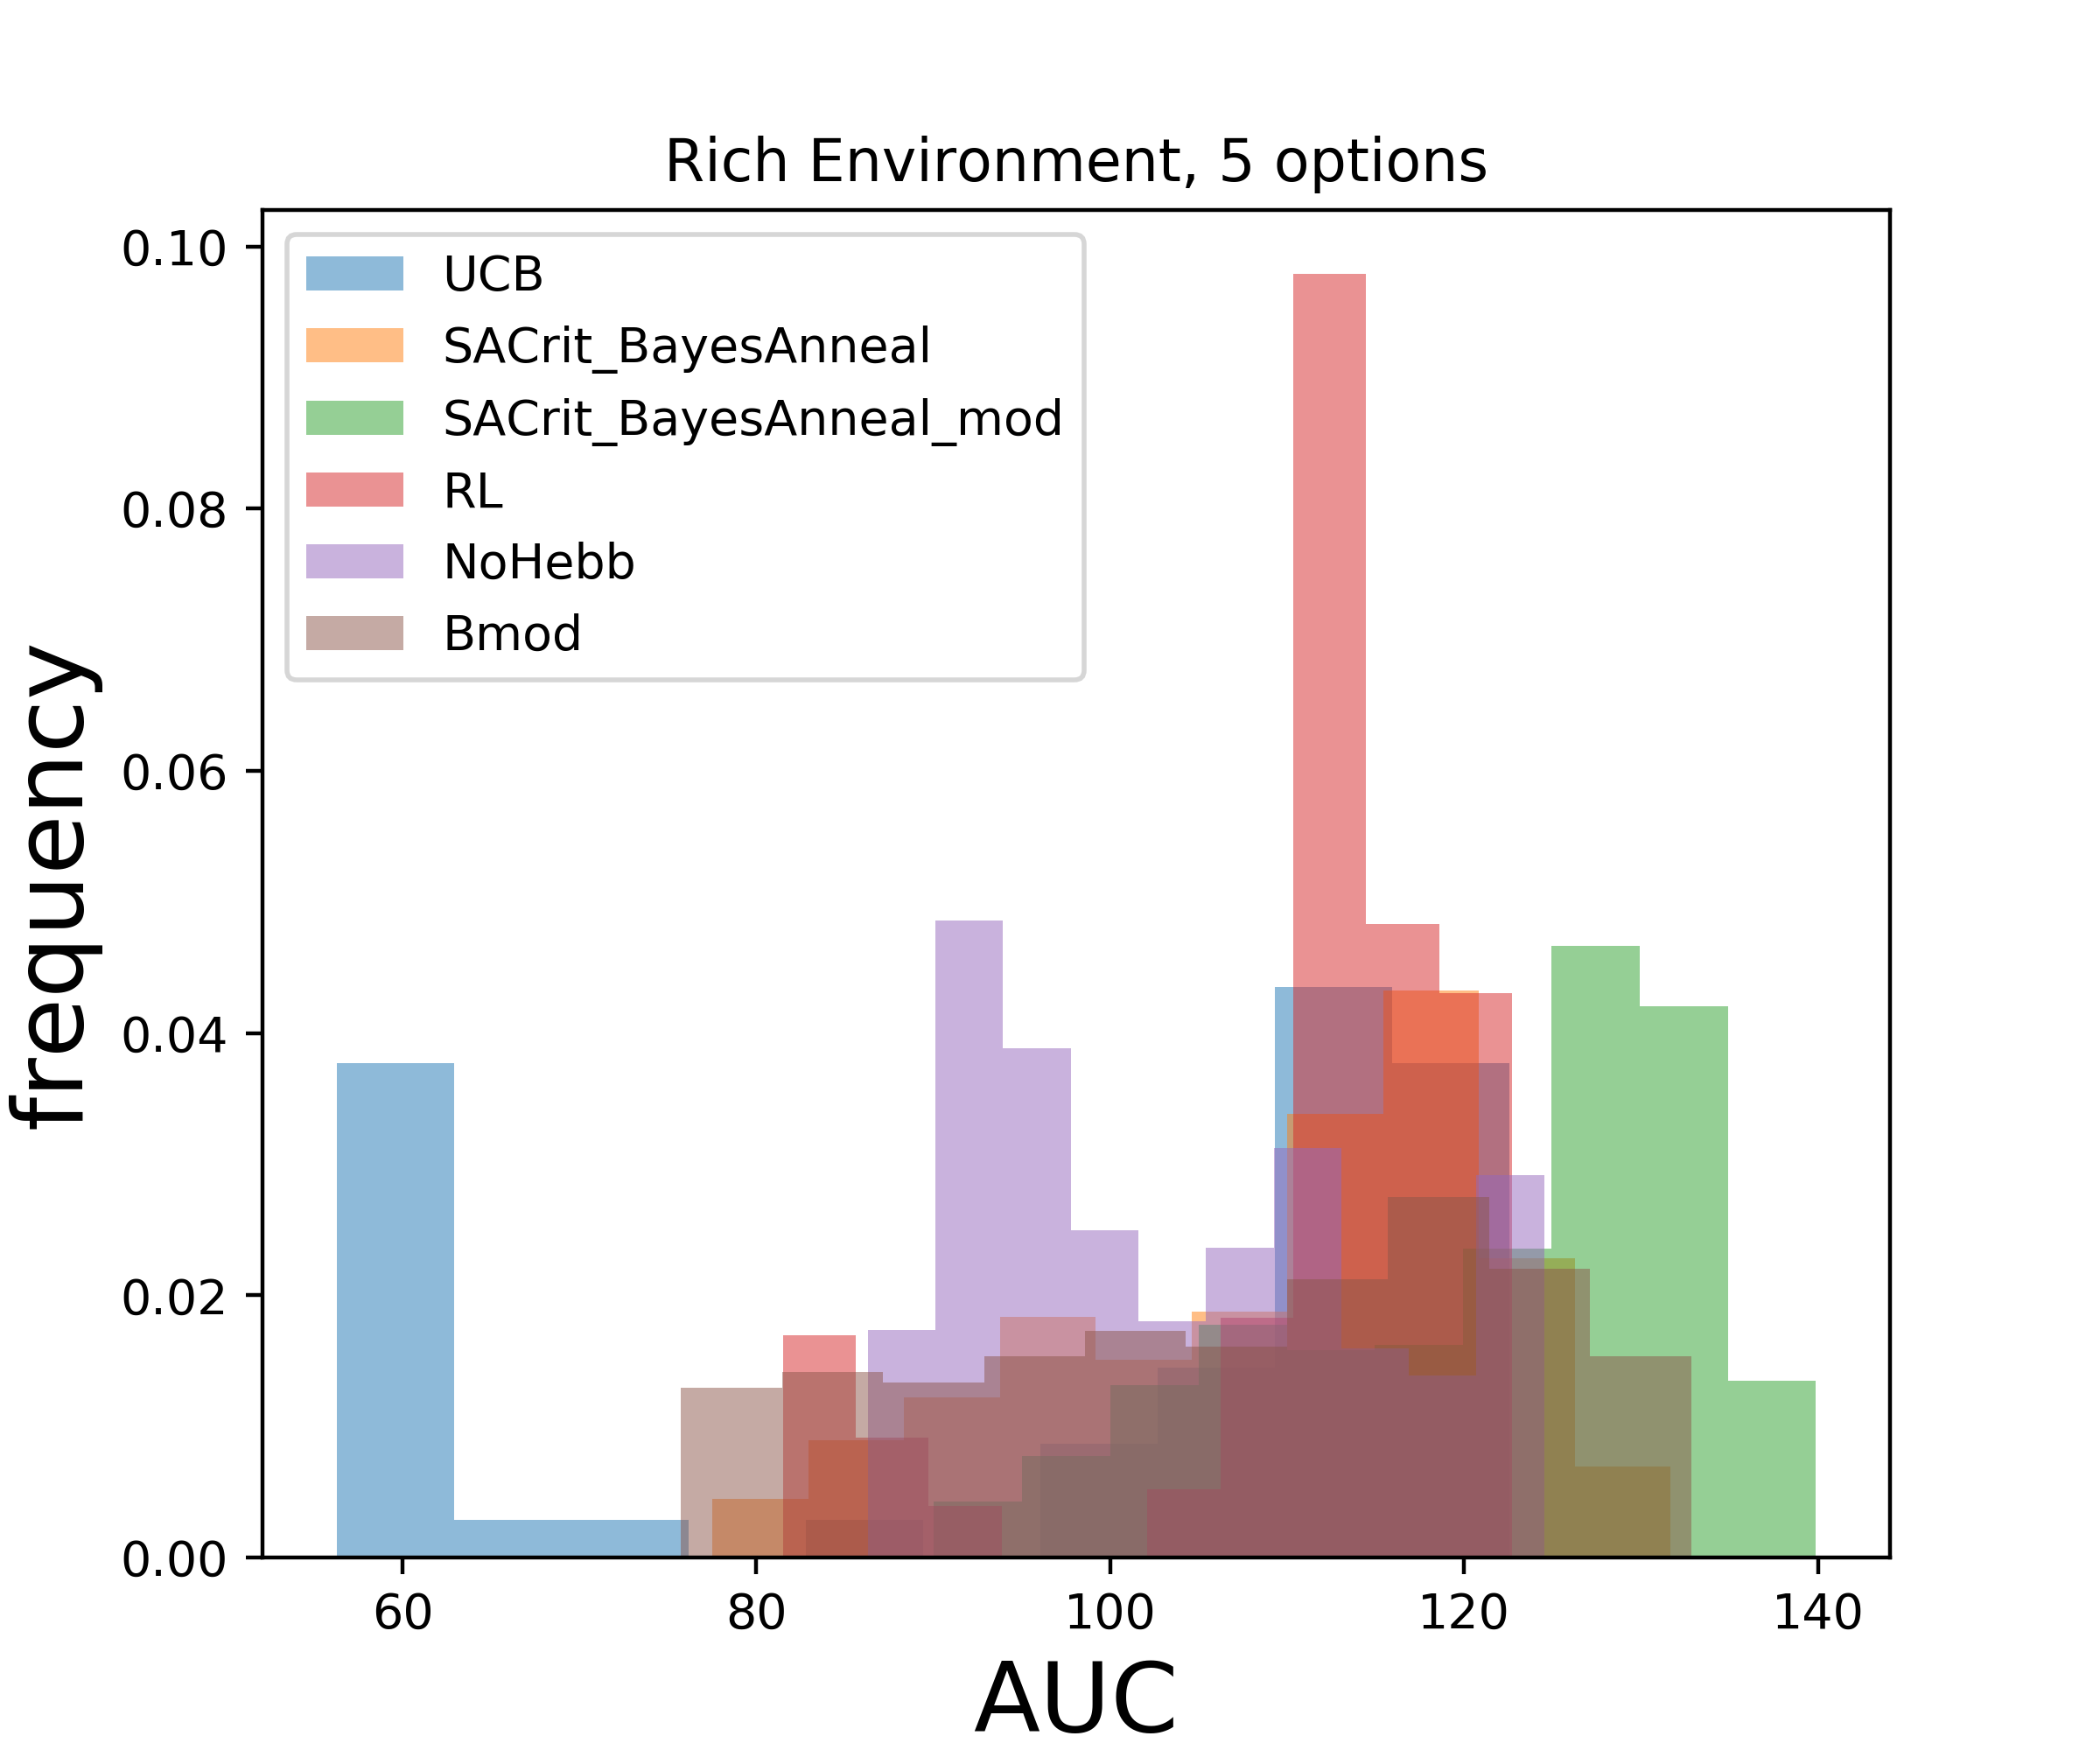 Rich Environment, 5 options
0.10
0.08
0.06
0.04
0.02
0.00
frequency
UCB
SACrit_BayesAnneal
SACrit_BayesAnneal_mod
RL
NoHebb
Bmod
60 80 100 120 140
AUC